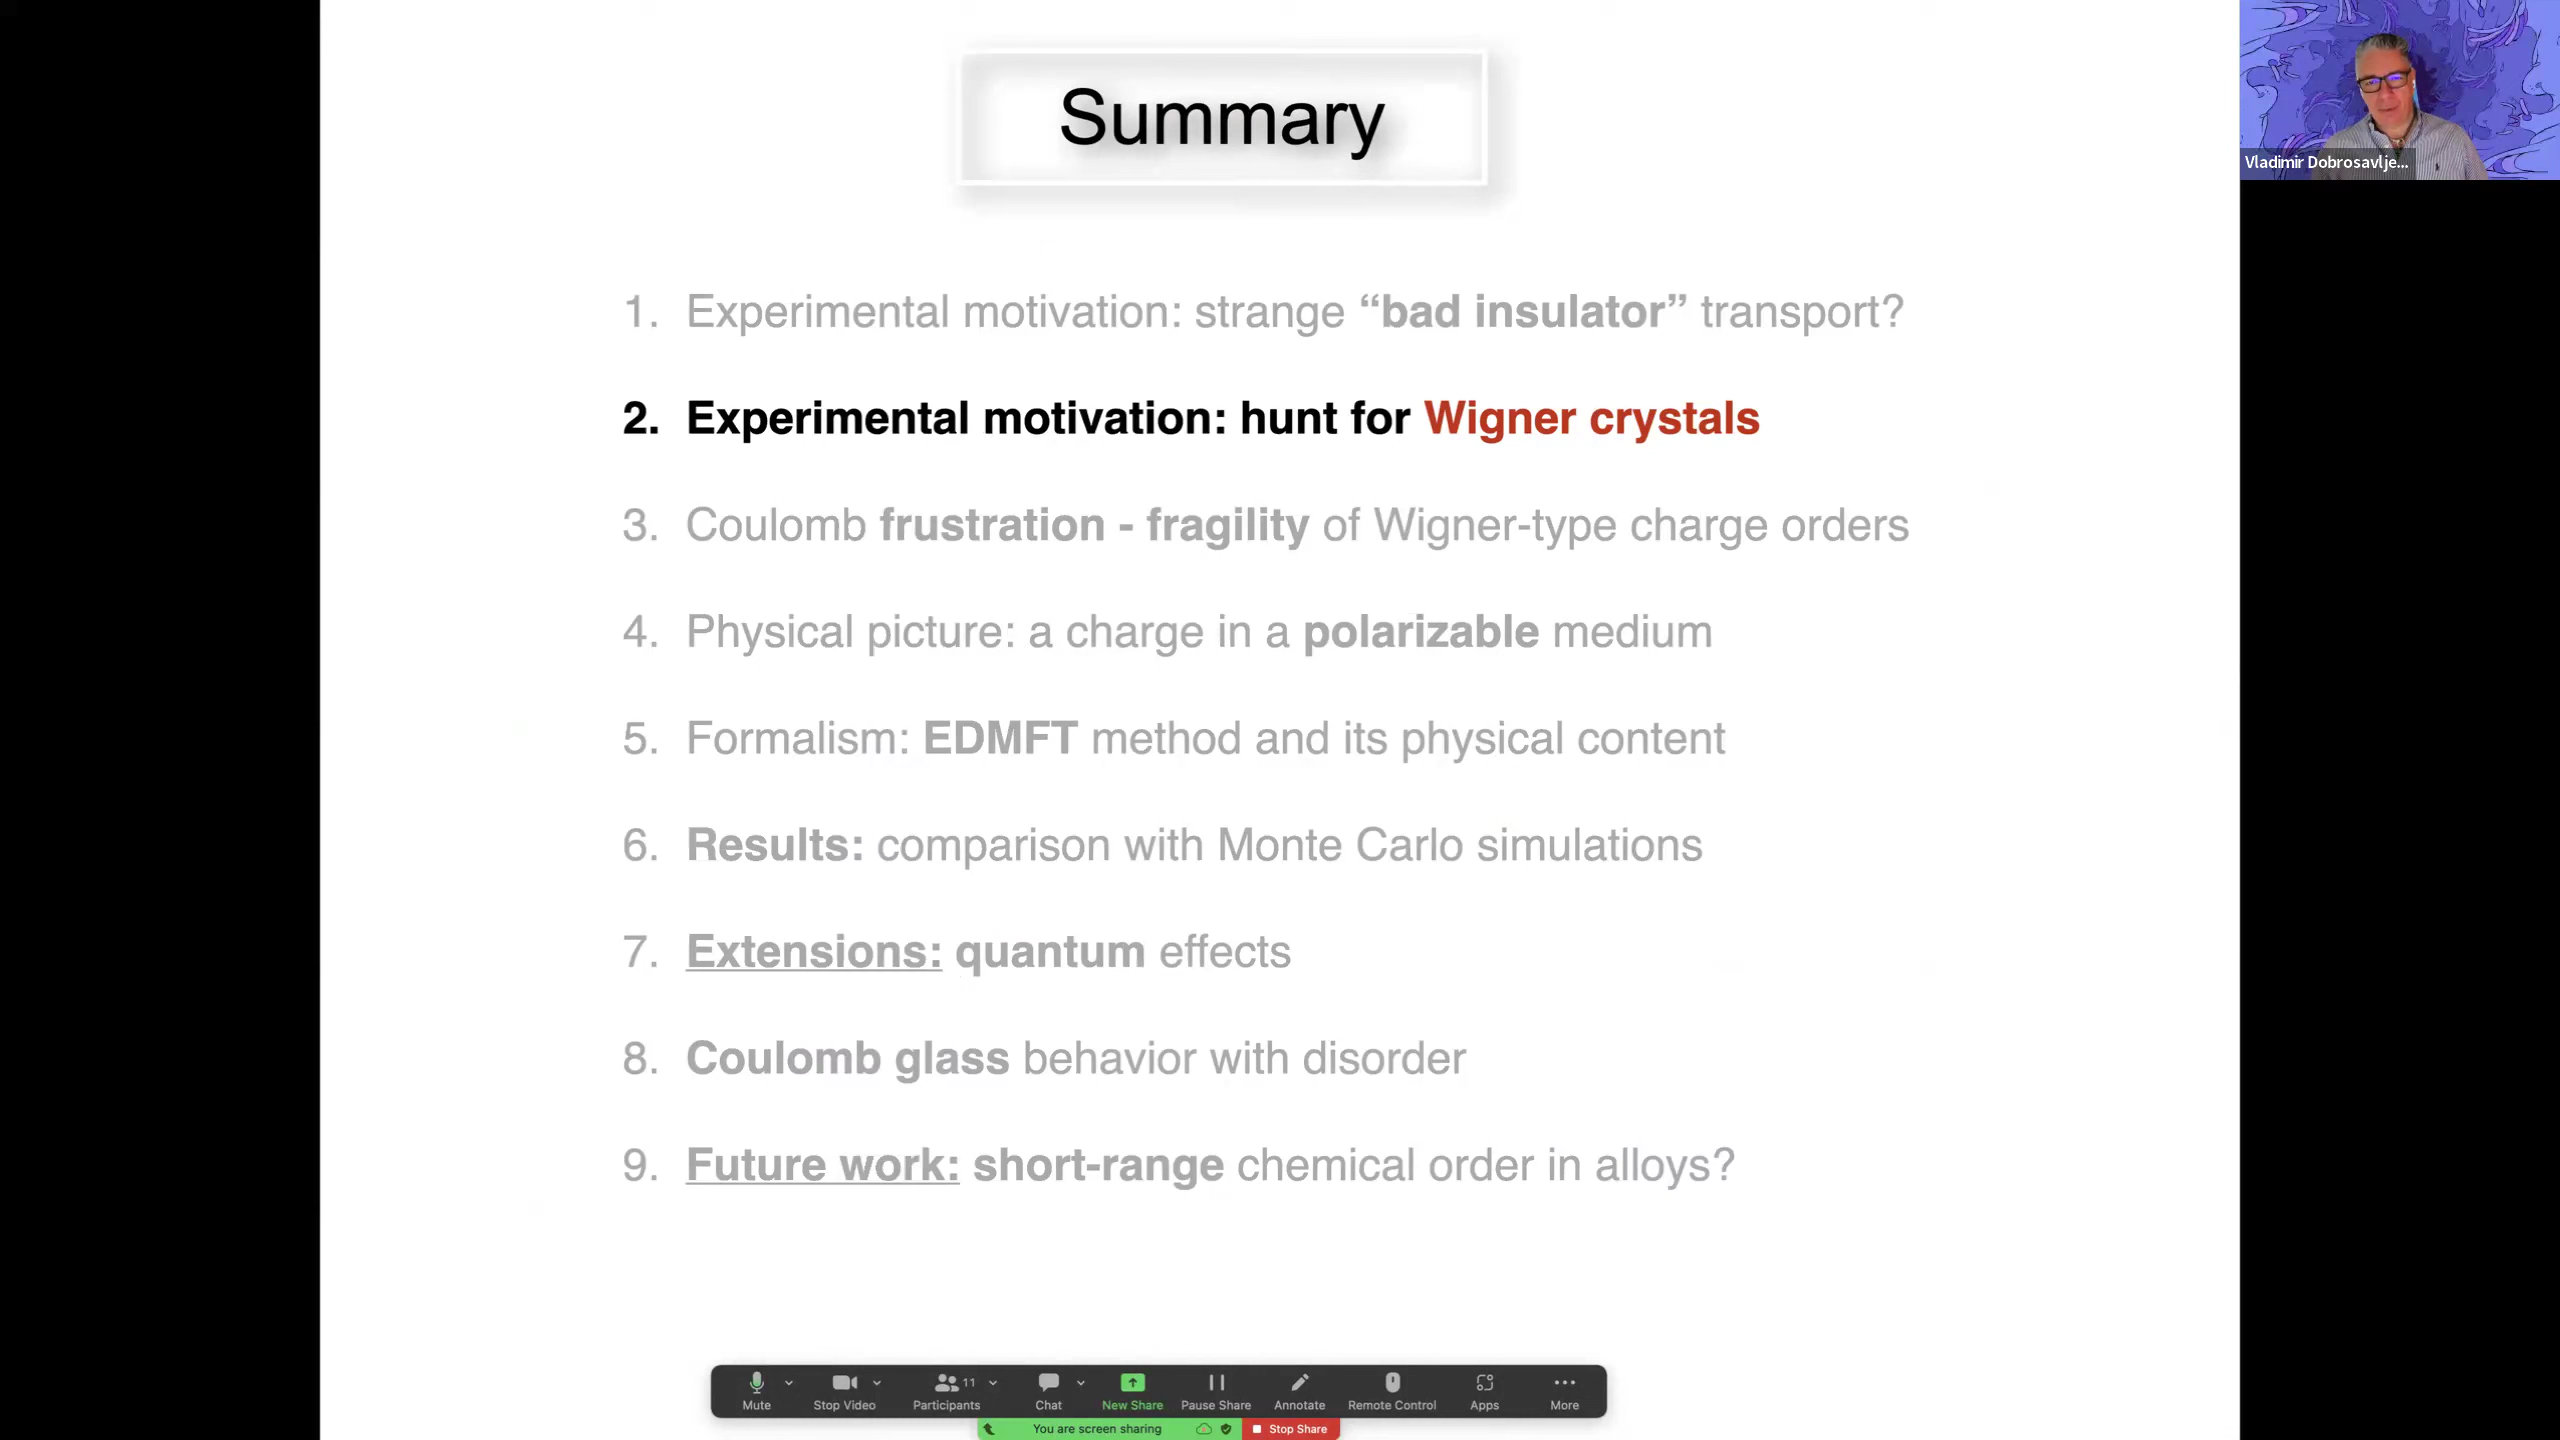 Summary
Vladimir Dobrosavlje...
1. Experimental motivation: strange “bad insulator” transport?
2. Experimental motivation: hunt for Wigner crystals
3. Coulomb frustration - fragility of Wigner-type charge orders
4. Physical picture: a charge in a polarizable medium
5. Formalism: EDMFT method and its physical content
6. Results: comparison with Monte Carlo simulations
7. Extensions: quantum effects
8. Coulomb glass behavior with disorder
9. Future work: short-range chemical order in alloys?
11
Mute Stop Video Participants Chat New Share Pause Share Annotate Remote Control Apps More
You are screen sharing Stop Share